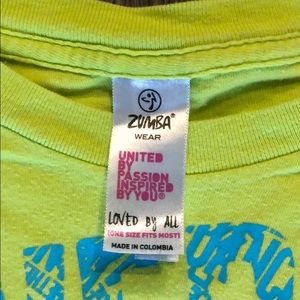 ZUMBA®
WEAR
UNITED
BY
PASSION
INSPIRED
BY YOU®
LOVED BY ALL
(ONE SIZE FITS MOST)
MADE IN COLOMBIA